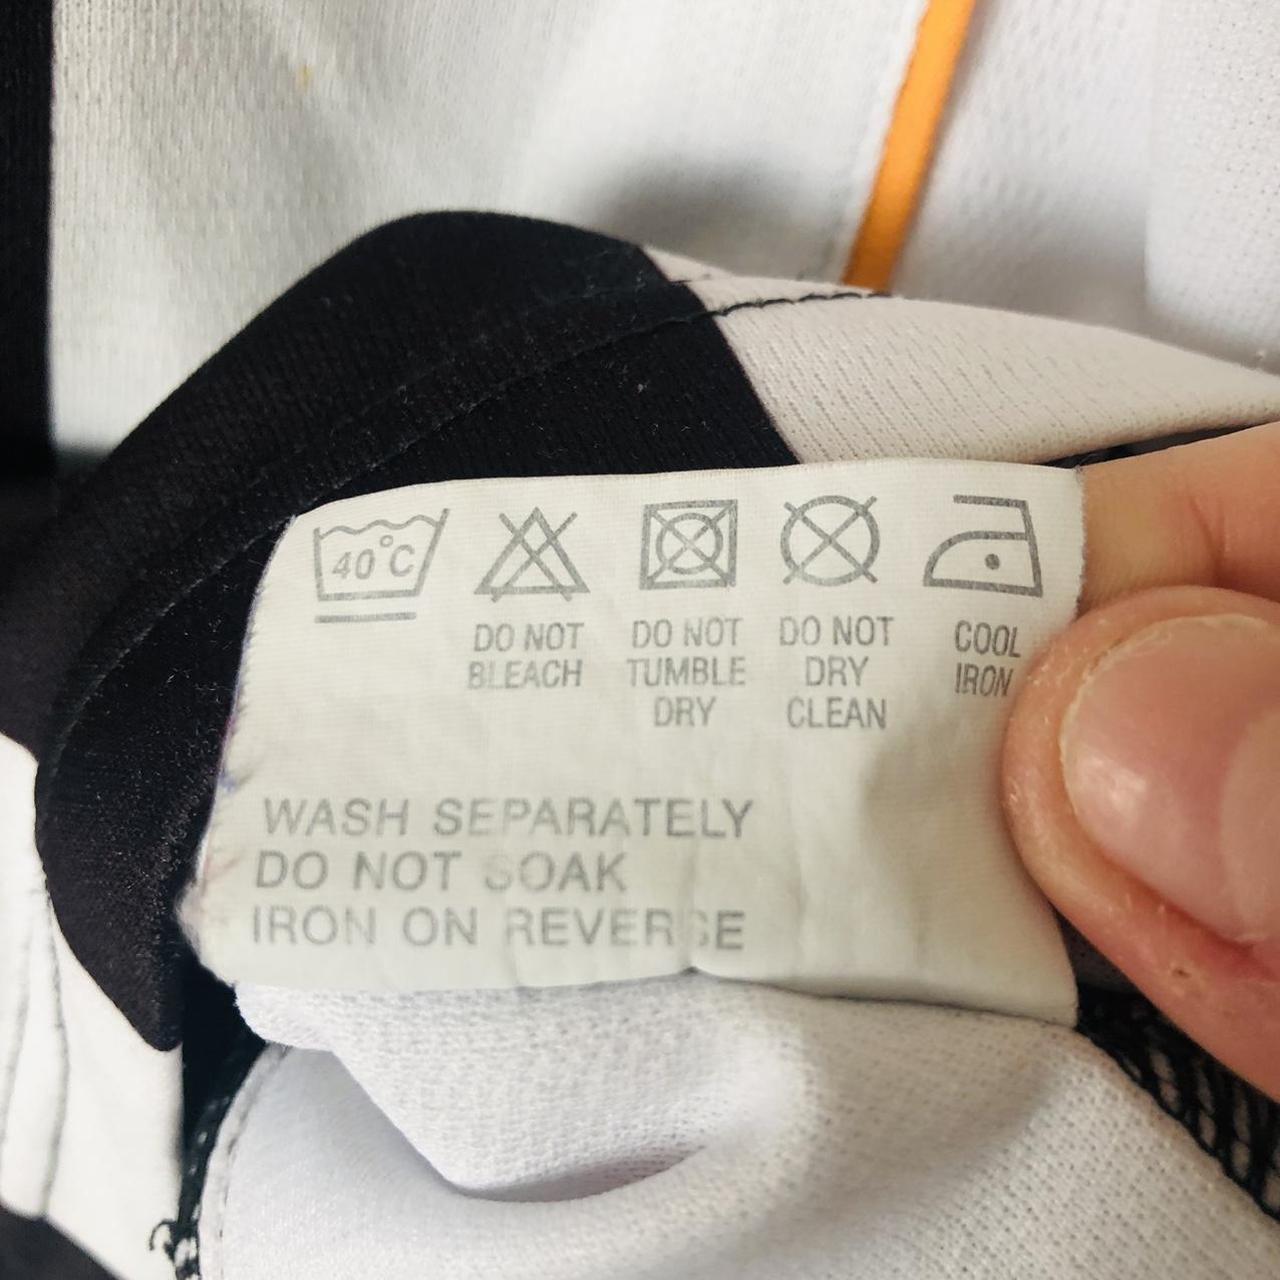 40°C
DO NOT
BLEACH
DO NOT
TUMBLE
DRY
DO NOT
DRY
CLEAN
COOL
IRON
WASH SEPARATELY
DO NOT SOAK
IRON ON REVERSE